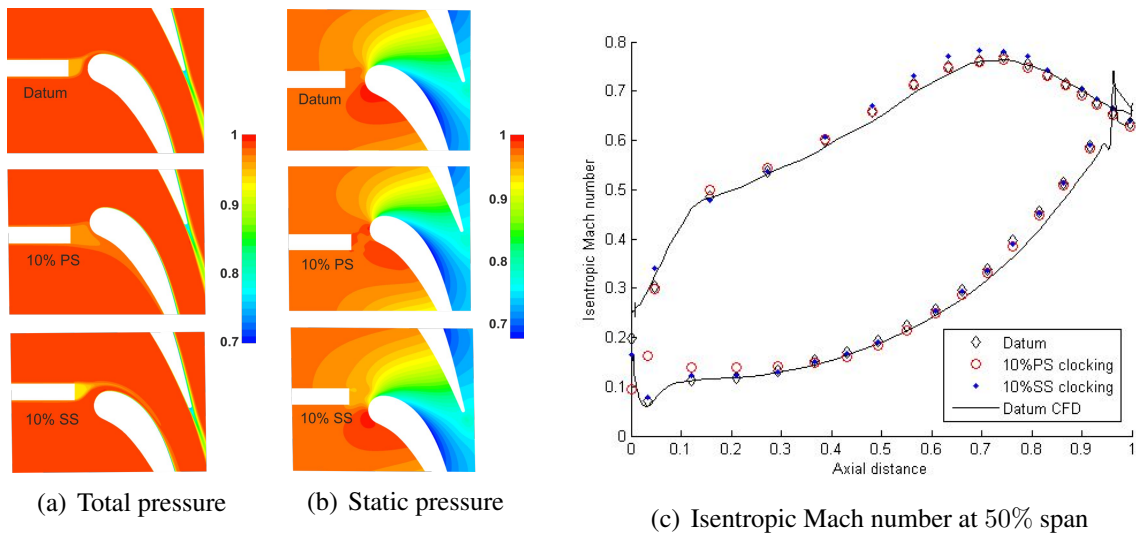 Datum
10% PS
10% SS
1
0.9
0.8
0.7
(a) Total pressure
Datum
10% PS
10% SS
1
0.9
0.8
0.7
(b) Static pressure
Isentropic Mach number
0.8
0.7
0.6
0.5
0.4
0.3
0.2
0.1
0
0 0.1 0.2 0.3 0.4 0.5 0.6 0.7 0.8 0.9 1
Axial distance
Datum
10%PS clocking
10%SS clocking
Datum CFD
(c) Isentropic Mach number at 50% span